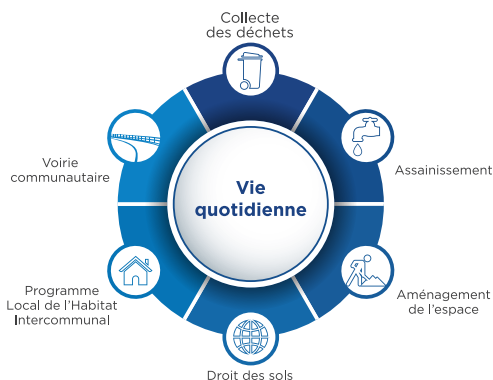 Collecte
des déchets
Assainissement
Aménagement
de l'espace
Droit des sols
Programme
Local de l'Habitat
Intercommunal
Voirie
communautaire
Vie
quotidienne